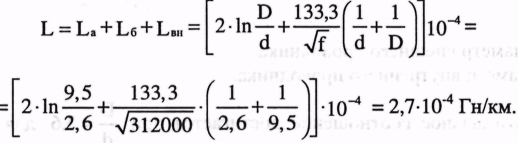 L = Lа + Lб + Lвн = [2·ln D/d + 133,3/√f (1/d + 1/D)]10⁻⁴ =
= [2·ln 9,5/2,6 + 133,3/√312000 · (1/2,6 + 1/9,5)]·10⁻⁴ = 2,7·10⁻⁴ Гн/км.